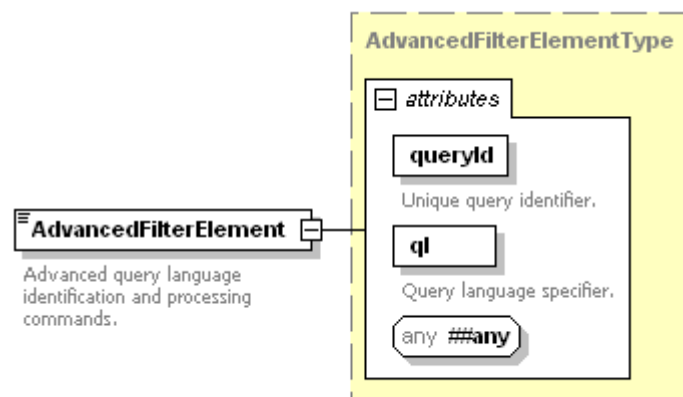 AdvancedFilterElementType
attributes
queryId
Unique query identifier.
ql
Query language specifier.
any ##any
AdvancedFilterElement
Advanced query language
identification and processing
commands.